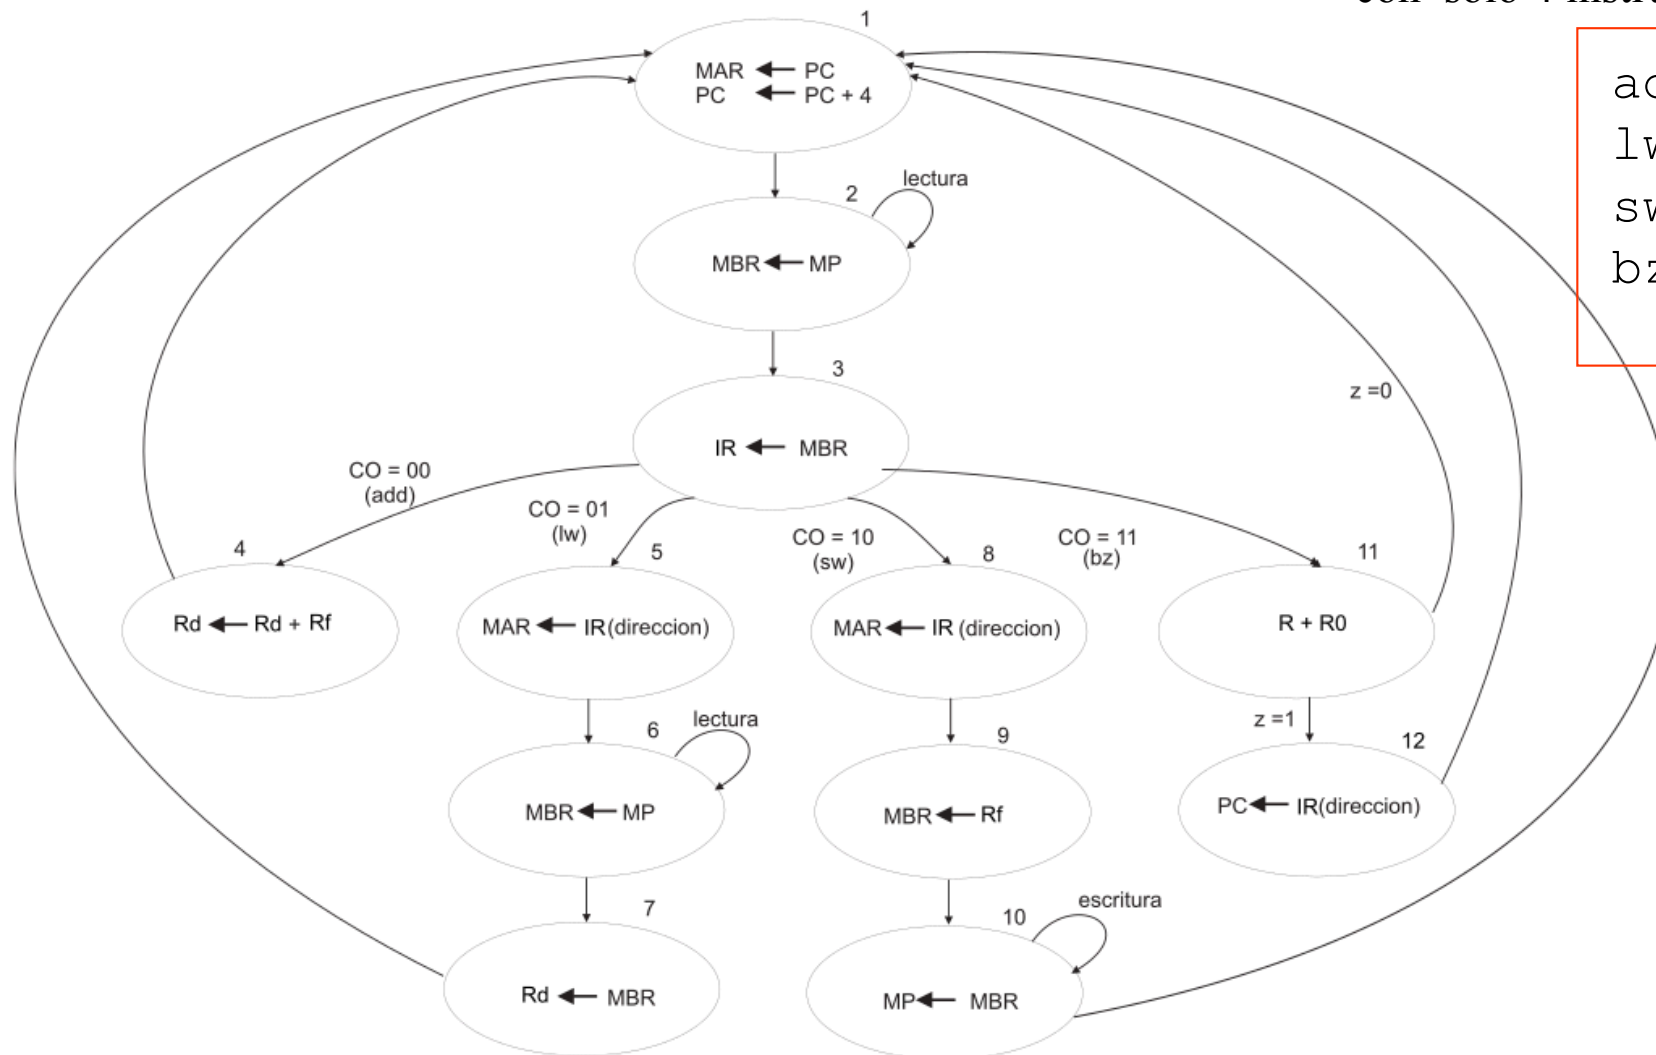 1
MAR ← PC
PC ← PC + 4
2
lectura
MBR ← MP
3
IR ← MBR
z =0
CO = 00
(add)
CO = 01
(lw)
CO = 10
(sw)
CO = 11
(bz)
4
Rd ← Rd + Rf
5
MAR ← IR(direccion)
8
MAR ← IR (direccion)
11
R + R0
6
lectura
MBR ← MP
9
MBR ← Rf
z =1
12
PC ← IR(direccion)
7
Rd ← MBR
10
escritura
MP ← MBR
lw
sw
bz